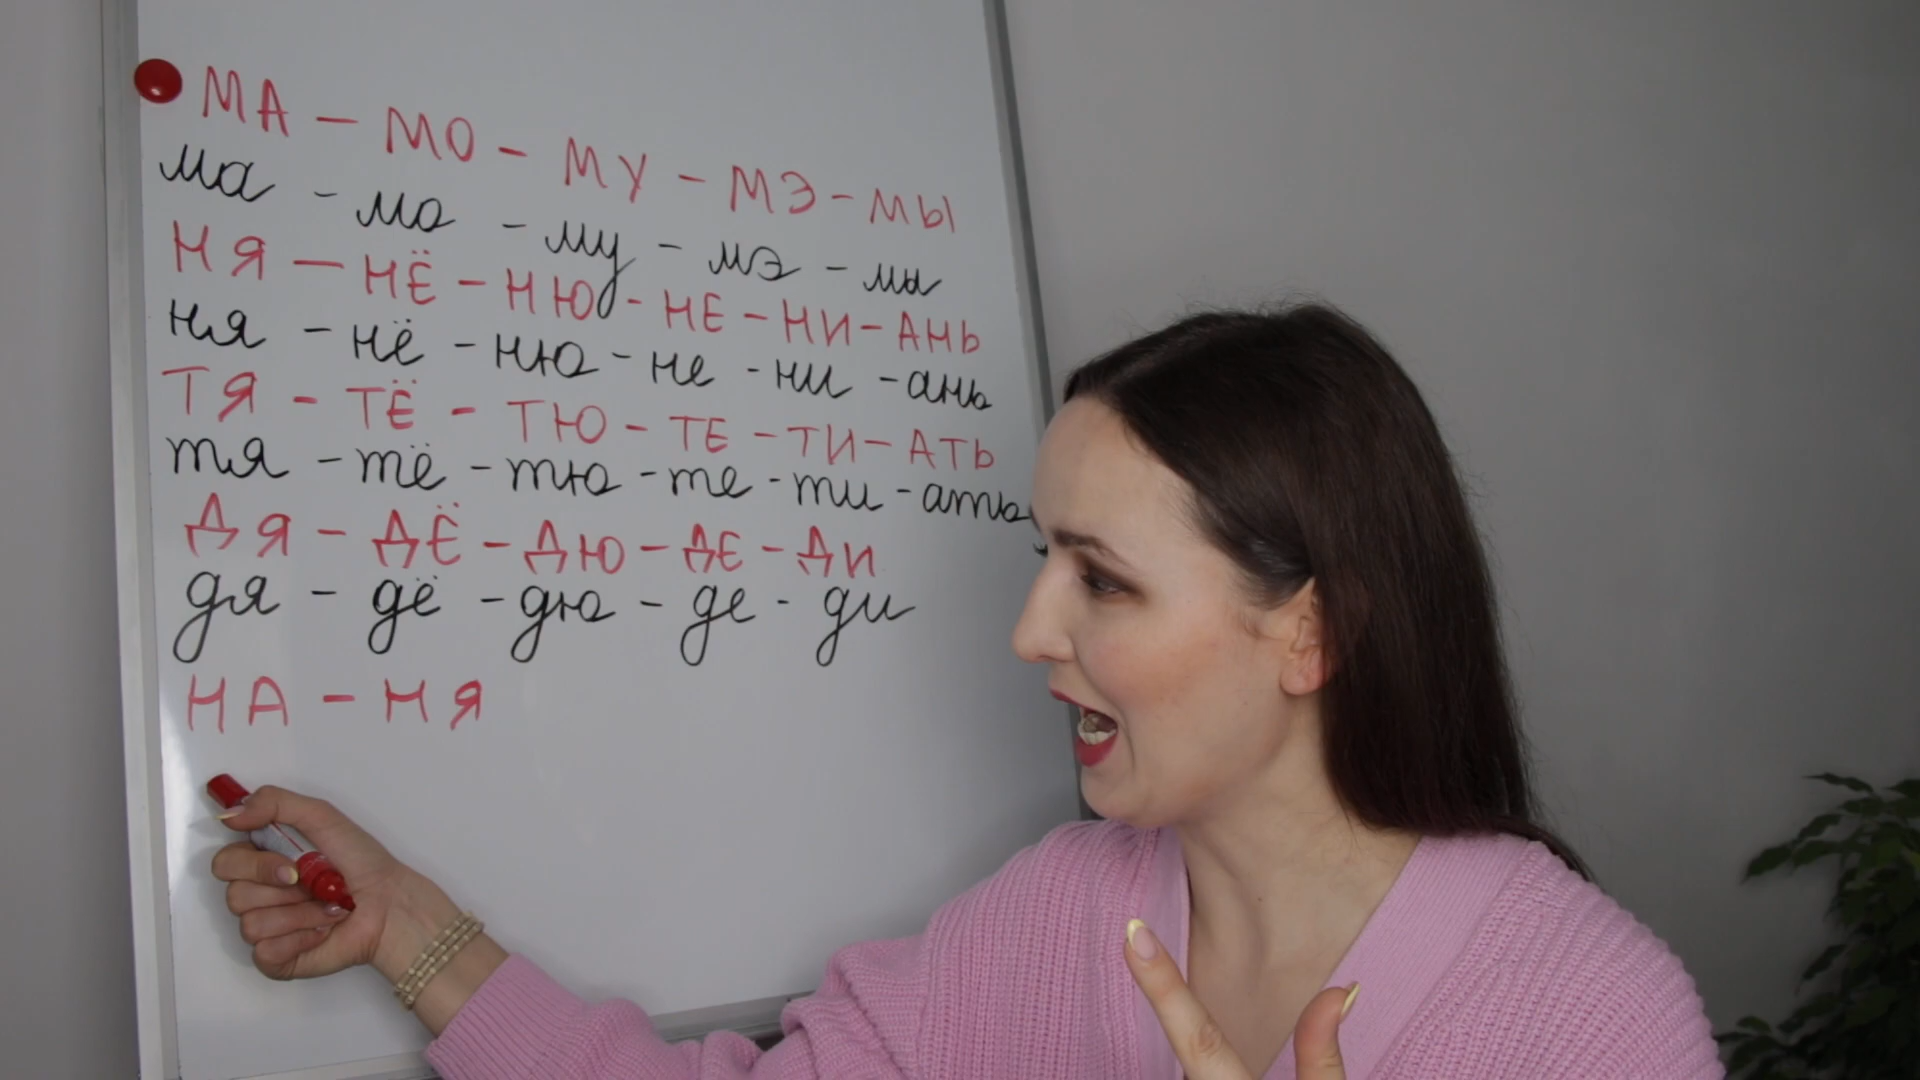 МА – МО – МУ – МЭ – МЫ
ма – мо – му – мэ – мы
НЯ – НЁ – НЮ – НЕ – НИ – АНЬ
ня – нё – ню – не – ни – ань
ТЯ – ТЁ – ТЮ – ТЕ – ТИ – АТЬ
тя – тё – тю – те – ти – ать
ДЯ – ДЁ – ДЮ – ДЕ – ДИ
дя – дё – дю – де – ди
НА – НЯ